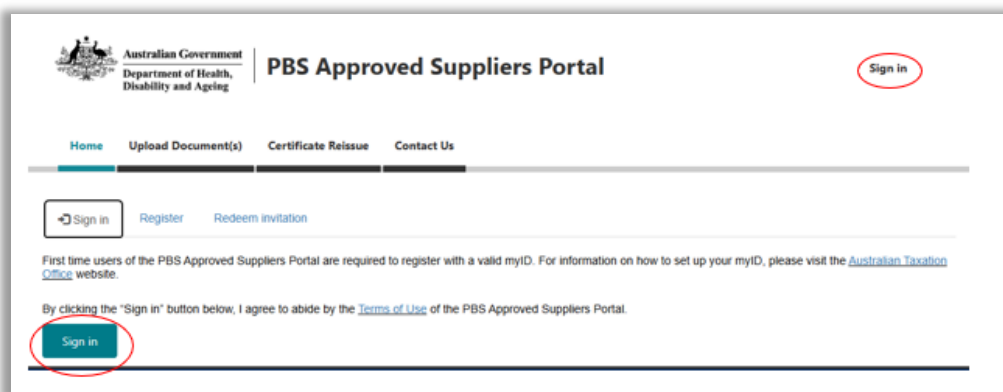 Australian Government
Department of Health,
Disability and Ageing
PBS Approved Suppliers Portal
Sign in
Home Upload Document(s) Certificate Reissue Contact Us
Sign in Register Redeem invitation
First time users of the PBS Approved Suppliers Portal are required to register with a valid myID. For information on how to set up your myID, please visit the Australian Taxation
Office website.
By clicking the "Sign in" button below, I agree to abide by the Terms of Use of the PBS Approved Suppliers Portal.
Sign in